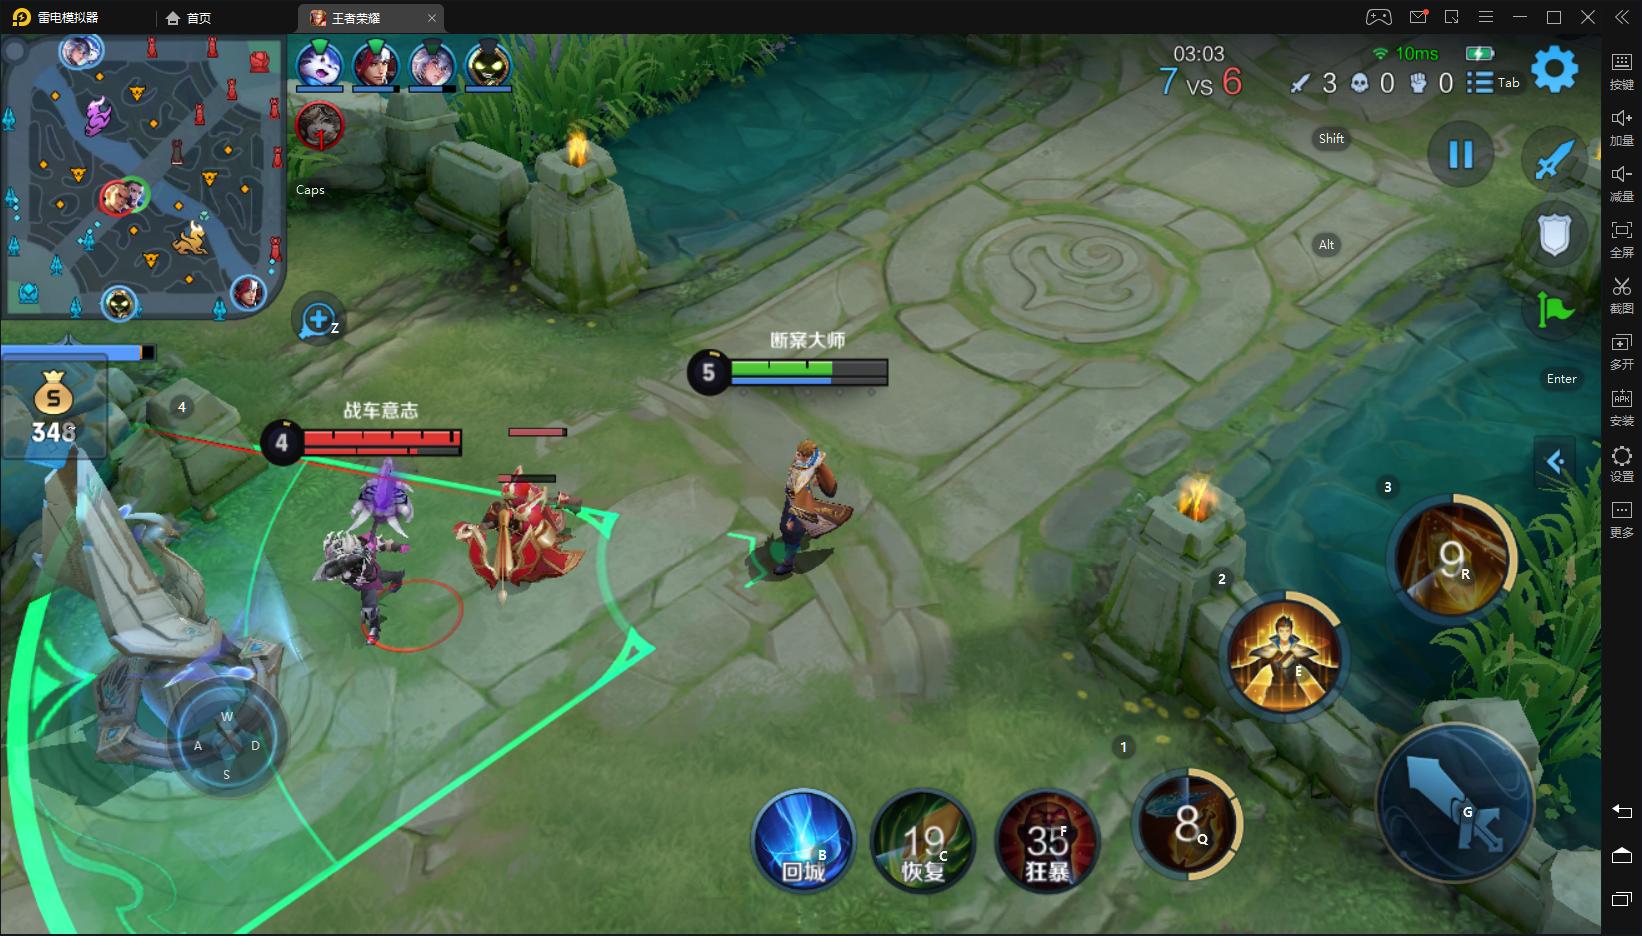 雷电模拟器
首页
王者荣耀
03:03
10ms
7 VS 6
3
0
0
Tab
按键
加量
减量
全屏
截图
多开
安装
设置
更多
APK
Shift
Caps
Alt
Enter
Z
1
S
348
4
断案大师
5
战车意志
4
3
9
R
2
E
W
A
D
S
1
8
Q
G
B
回城
19
C
恢复
35
F
狂暴